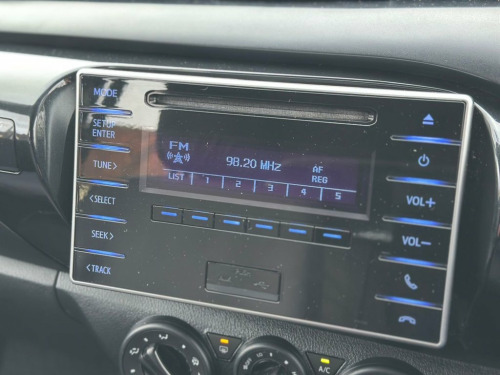 MODE
SETUP
ENTER
TUNE>
<SELECT
SEEK>
<TRACK
FM
98.20 MHz
AF
REG
LIST 1 2 3 4 5
VOL+
VOL-
A/C